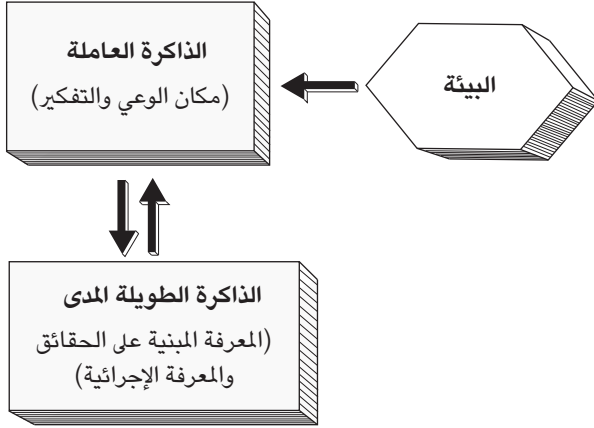 الذاكرة العاملة
(مكان الوعي والتفكير)
البيئة
الذاكرة الطويلة المدى
(المعرفة المبنية على الحقائق
والمعرفة الإجرائية)